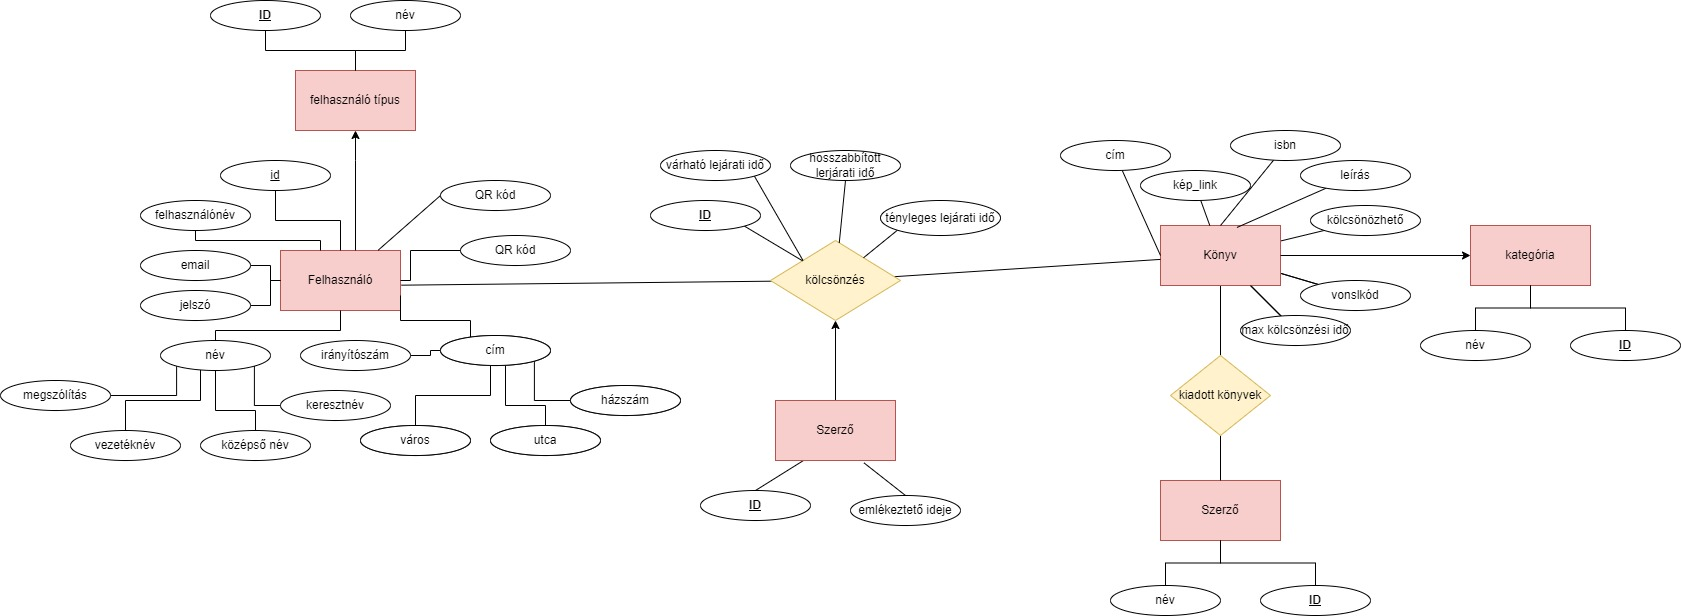 ID
név
felhasználó típus
id
felhasználónév
email
jelszó
Felhasználó
QR kód
QR kód
név
megszólítás
vezetéknév
középső név
keresztnév
cím
irányítószám
város
utca
házszám
várható lejárati idő
hosszabbított
lerjárati idő
ID
tényleges lejárati idő
kölcsönzés
Szerző
ID
emlékeztető ideje
cím
isbn
kép_link
leírás
kölcsönözhető
Könyv
vonslkód
max kölcsönzési idő
kategória
név
ID
kiadott könyvek
Szerző
név
ID